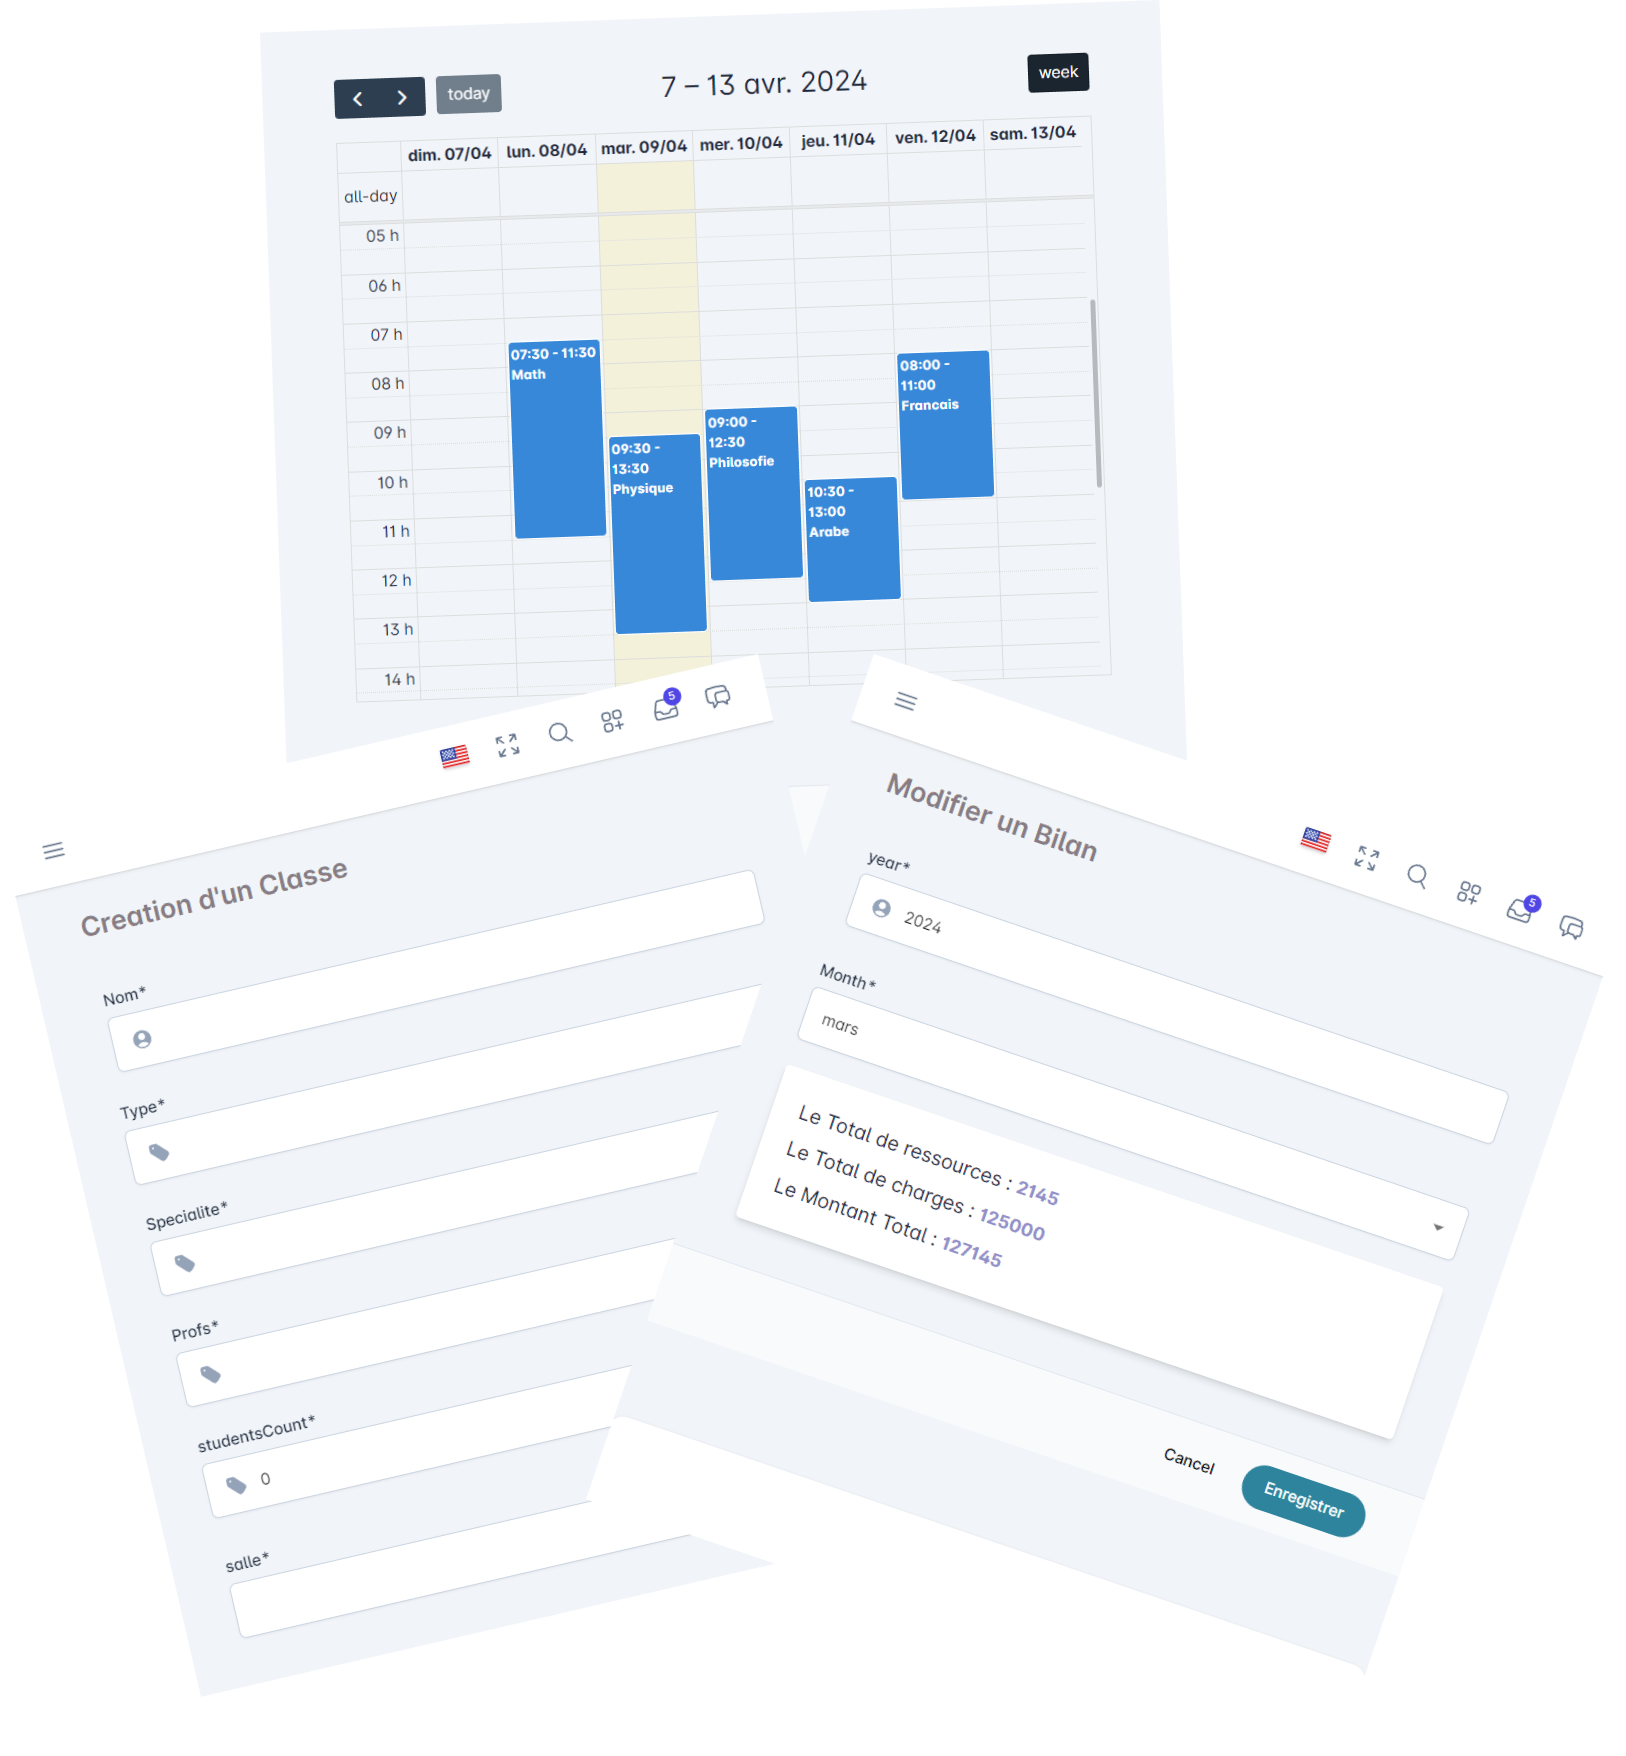 today
7 – 13 avr. 2024
week
dim. 07/04 lun. 08/04 mar. 09/04 mer. 10/04 jeu. 11/04 ven. 12/04 sam. 13/04
all-day
05 h
06 h
07 h
08 h
09 h
10 h
11 h
12 h
13 h
14 h
07:30 - 11:30
Math
09:30 -
13:30
Physique
09:00 -
12:30
Philosofie
10:30 -
13:00
Arabe
08:00 -
11:00
Francais
5
Creation d'un Classe
Nom*
Type*
Specialite*
Profs*
studentsCount*
0
salle*
5
Modifier un Bilan
year*
2024
Month*
mars
Le Total de ressources : 2145
Le Total de charges : 125000
Le Montant Total : 127145
Cancel
Enregistrer